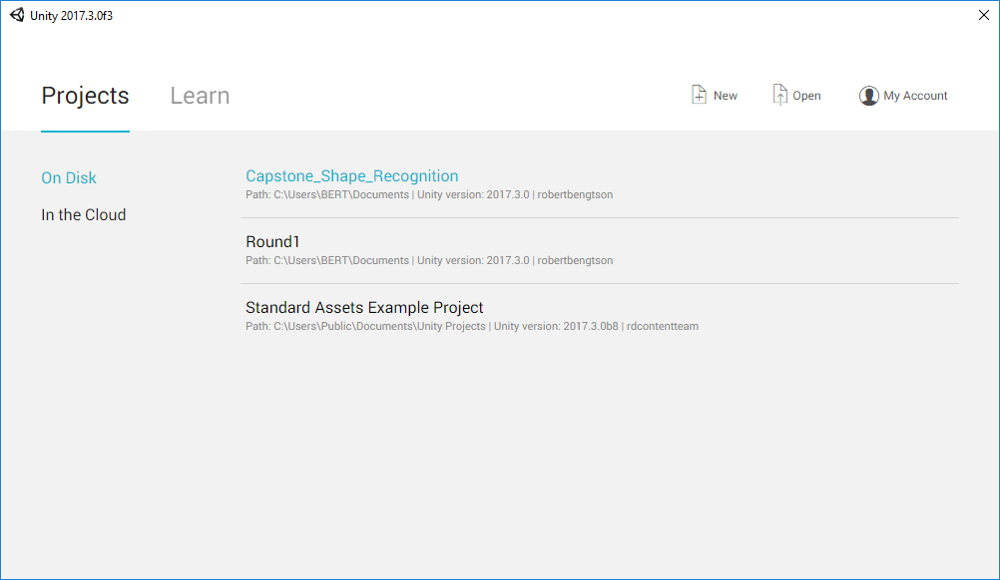 Unity 2017.3.0f3
Projects Learn New Open My Account
On Disk
In the Cloud
Capstone_Shape_Recognition
Path: C:\Users\BERT\Documents | Unity version: 2017.3.0 | robertbengtson
Round1
Path: C:\Users\BERT\Documents | Unity version: 2017.3.0 | robertbengtson
Standard Assets Example Project
Path: C:\Users\Public\Documents\Unity Projects | Unity version: 2017.3.0b8 | rdcontentteam